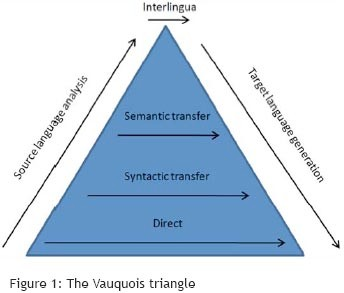 Interlingua
Source language analysis
Target language generation
Semantic transfer
Syntactic transfer
Direct
Figure 1: The Vauquois triangle